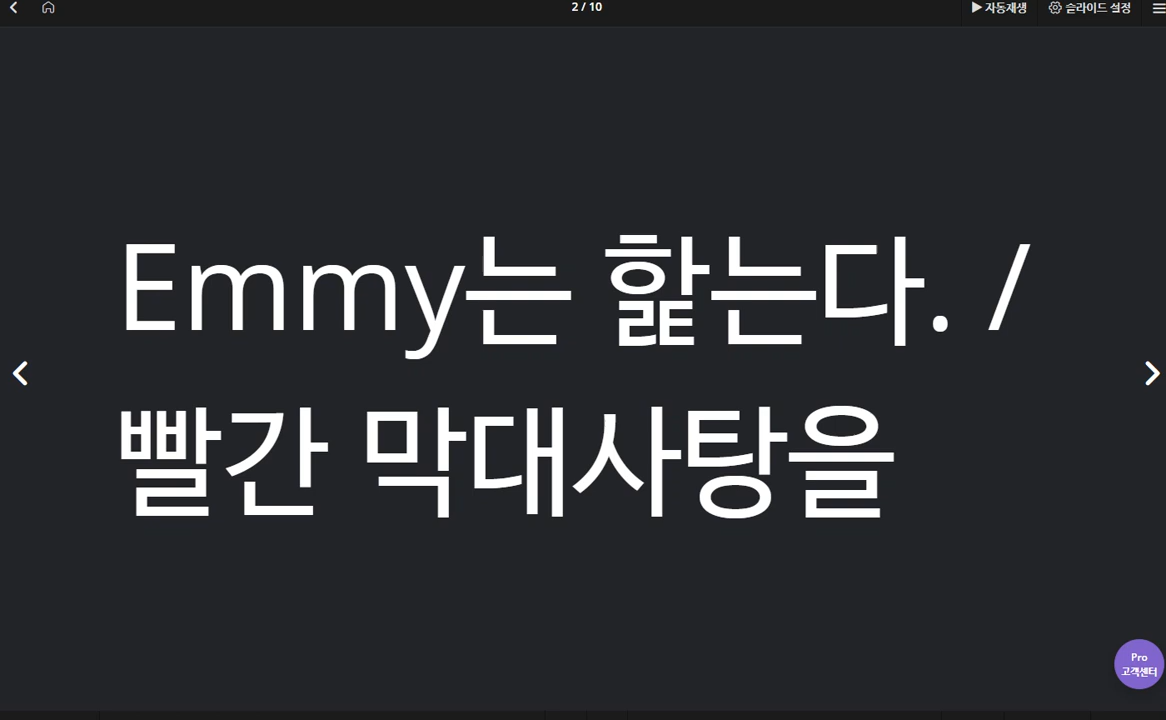 2 / 10
▶ 자동재생
슬라이드 설정
Emmy는 핥는다. /
빨간 막대사탕을
Pro
고객센터